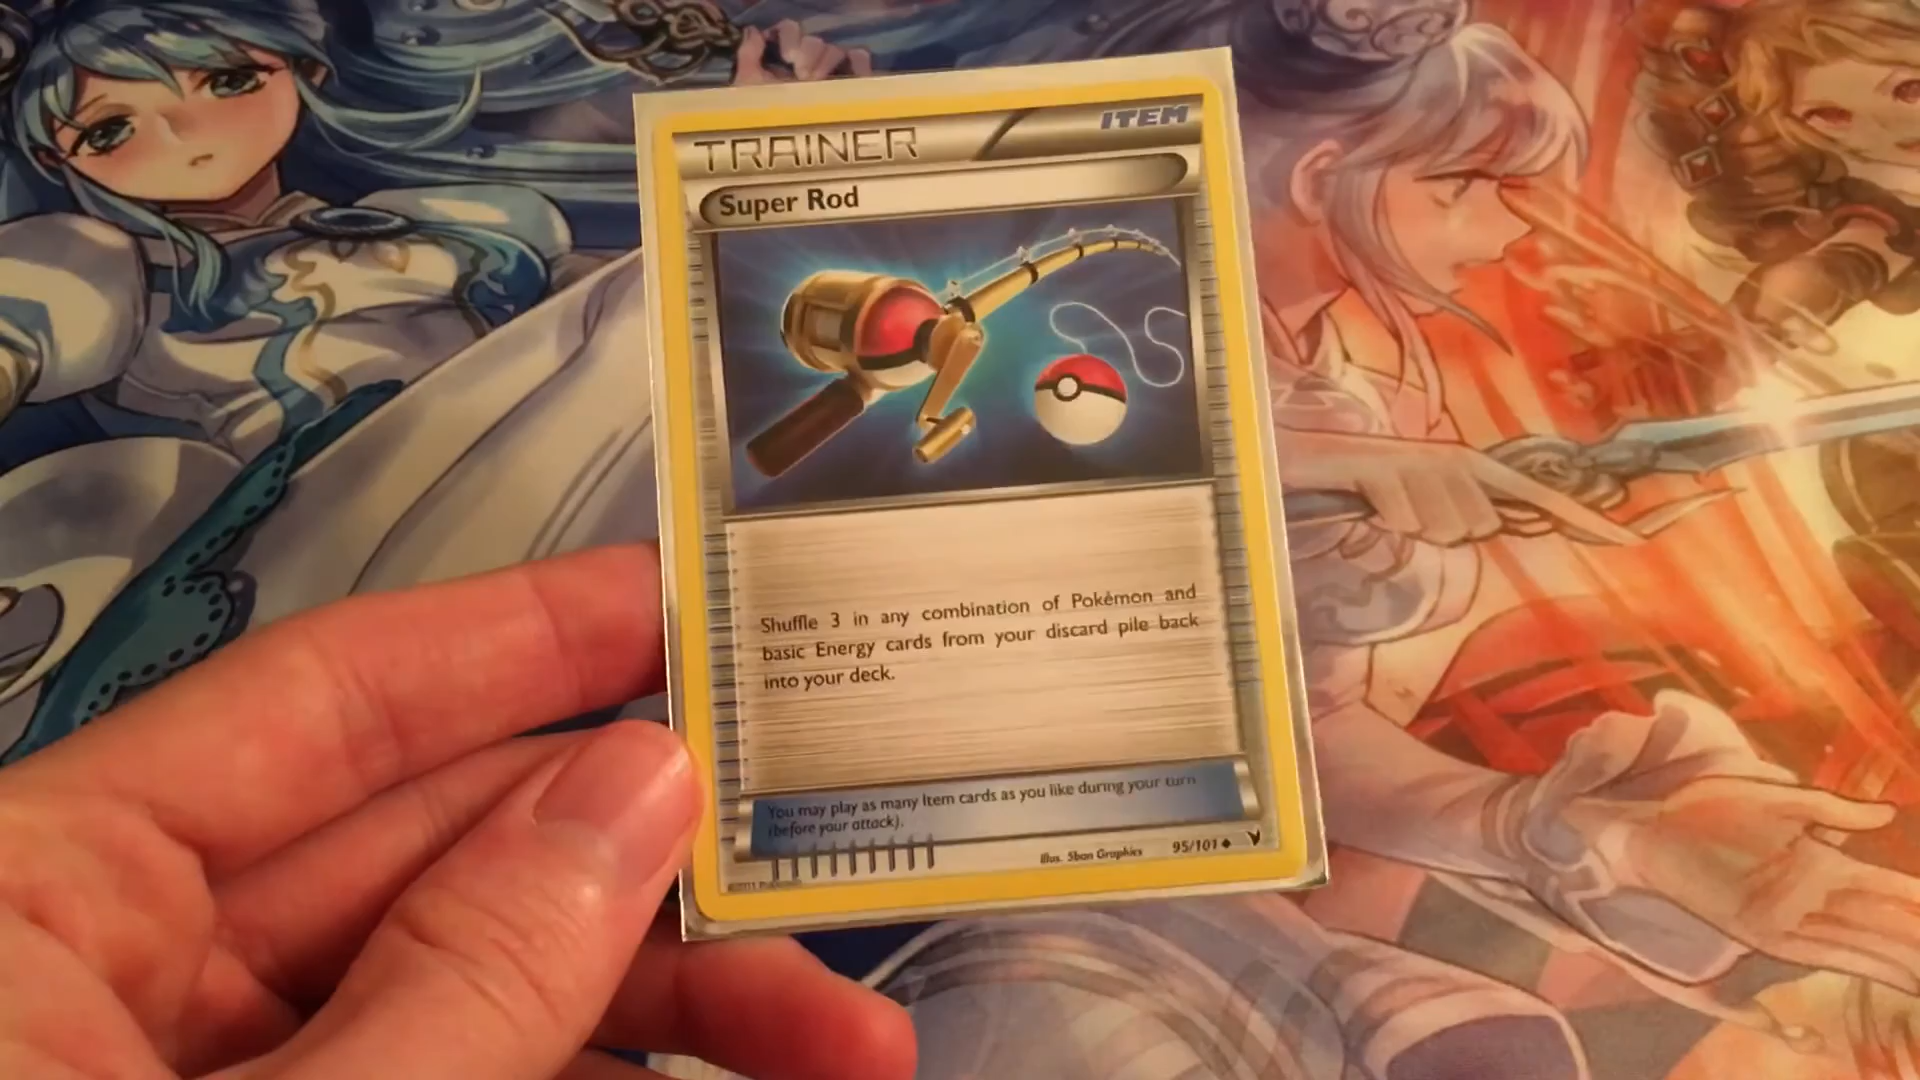 TRAINER ITEM
Super Rod
Shuffle 3 in any combination of Pokémon and
basic Energy cards from your discard pile back
into your deck.
You may play as many Item cards as you like during your turn
(before your attack).
Illus. 5ban Graphics 95/101